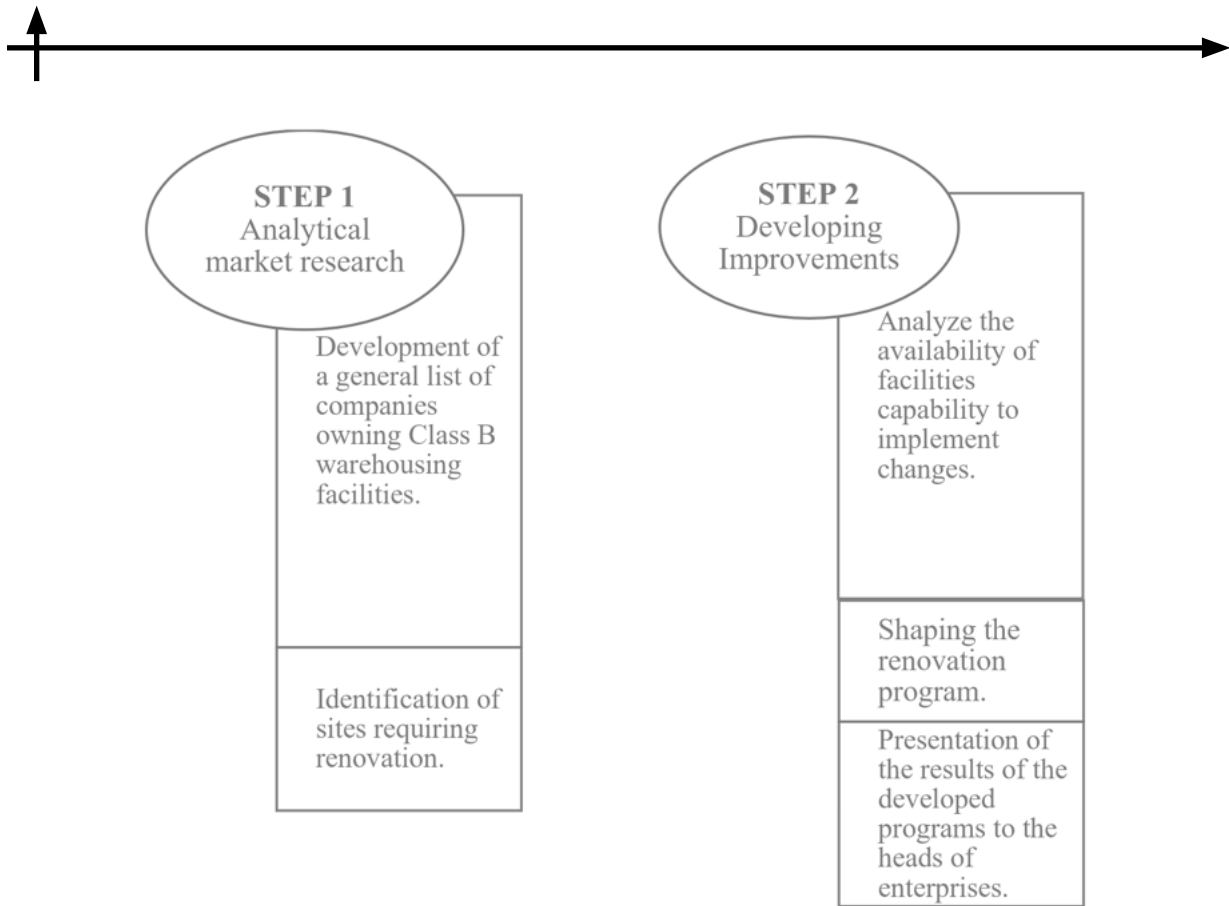 STEP 1
Analytical
market research
Development of
a general list of
companies
owning Class B
warehousing
facilities.
Identification of
sites requiring
renovation.
STEP 2
Developing
Improvements
Analyze the
availability of
facilities
capability to
implement
changes.
Shaping the
renovation
program.
Presentation of
the results of the
developed
programs to the
heads of
enterprises.